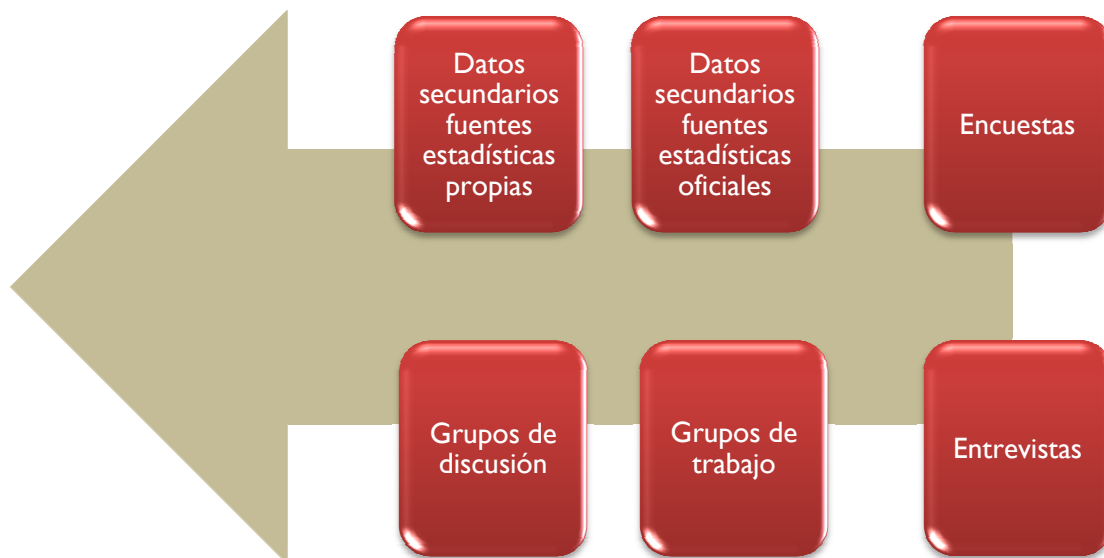 Datos
secundarios
fuentes
estadísticas
propias
Datos
secundarios
fuentes
estadísticas
oficiales
Encuestas
Grupos de
discusión
Grupos de
trabajo
Entrevistas